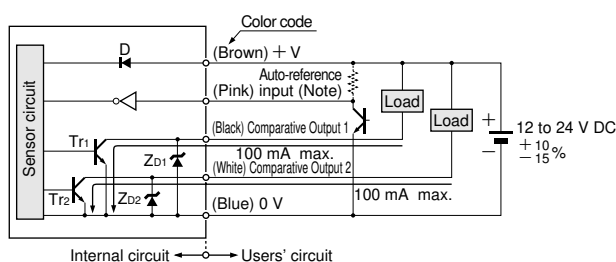 Color code
D
(Brown) + V
Auto-reference
(Pink) input (Note)
Load
Load
Sensor circuit
Tr1
ZD1
(Black) Comparative Output 1
100 mA max.
(White) Comparative Output 2
+
−
12 to 24 V DC
+ 10
− 15 %
Tr2
ZD2
100 mA max.
(Blue) 0 V
Internal circuit
Users' circuit